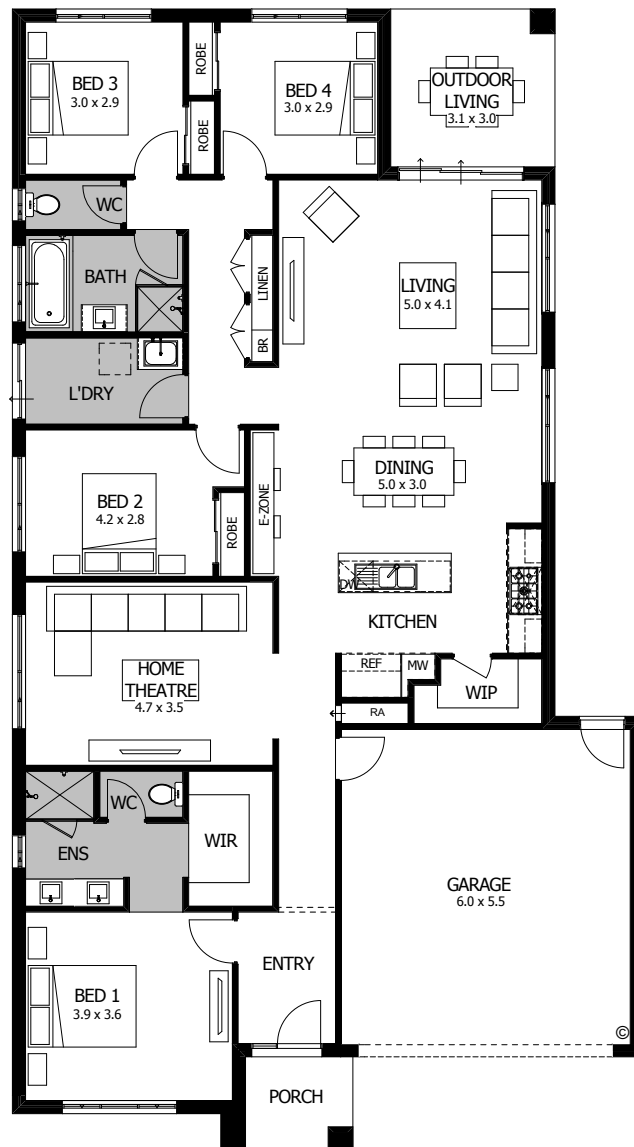 BED 3
3.0 x 2.9
ROBE
ROBE
BED 4
3.0 x 2.9
OUTDOOR
LIVING
3.1 x 3.0
WC
BATH
LINEN
BR
LIVING
5.0 x 4.1
L'DRY
BED 2
4.2 x 2.8
ROBE
E-ZONE
DINING
5.0 x 3.0
DW
KITCHEN
REF
MW
WIP
RA
HOME
THEATRE
4.7 x 3.5
WC
ENS
WIR
GARAGE
6.0 x 5.5
ENTRY
BED 1
3.9 x 3.6
PORCH
©